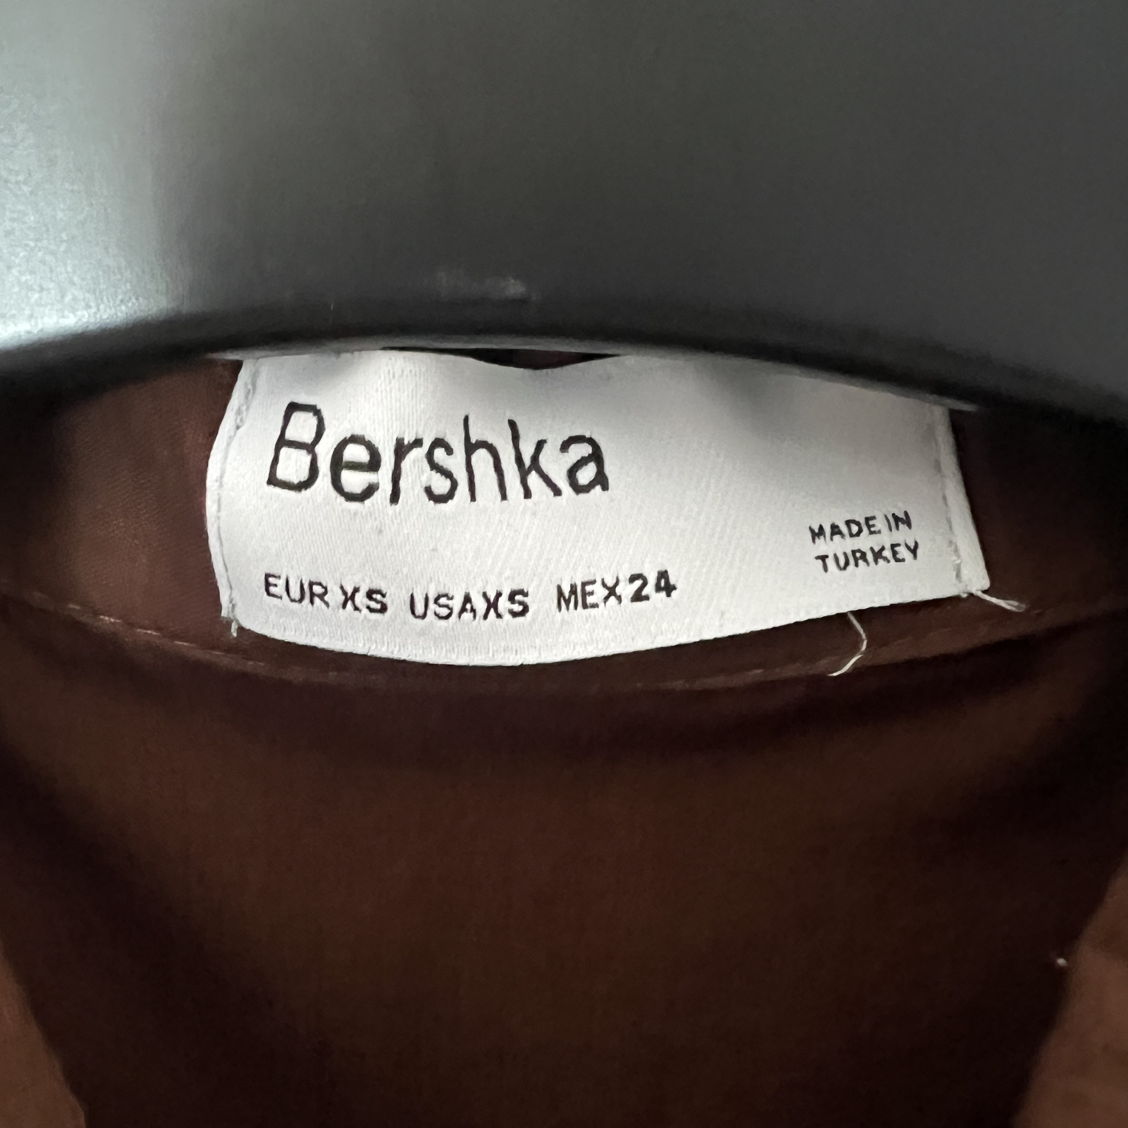 Bershka
MADE IN
TURKEY
EUR XS USA XS MEX 24